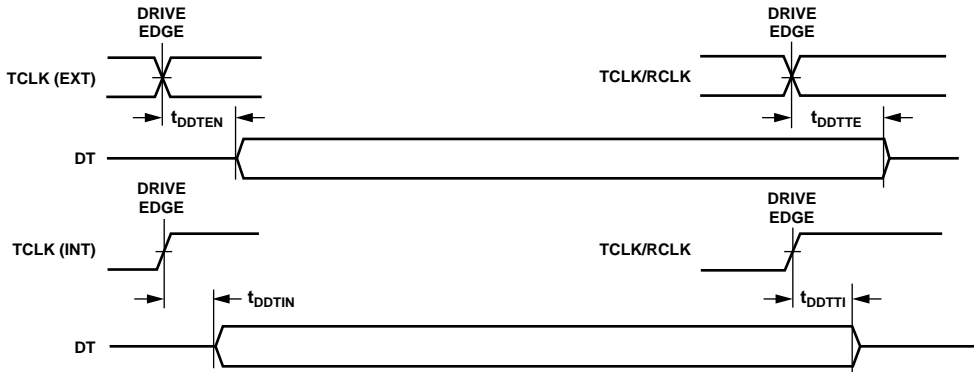 DRIVE
EDGE
DRIVE
EDGE
TCLK (EXT)
TCLK/RCLK
tDDTEN
tDDTTE
DT
DRIVE
EDGE
DRIVE
EDGE
TCLK (INT)
TCLK/RCLK
tDDTIN
tDDTTI
DT